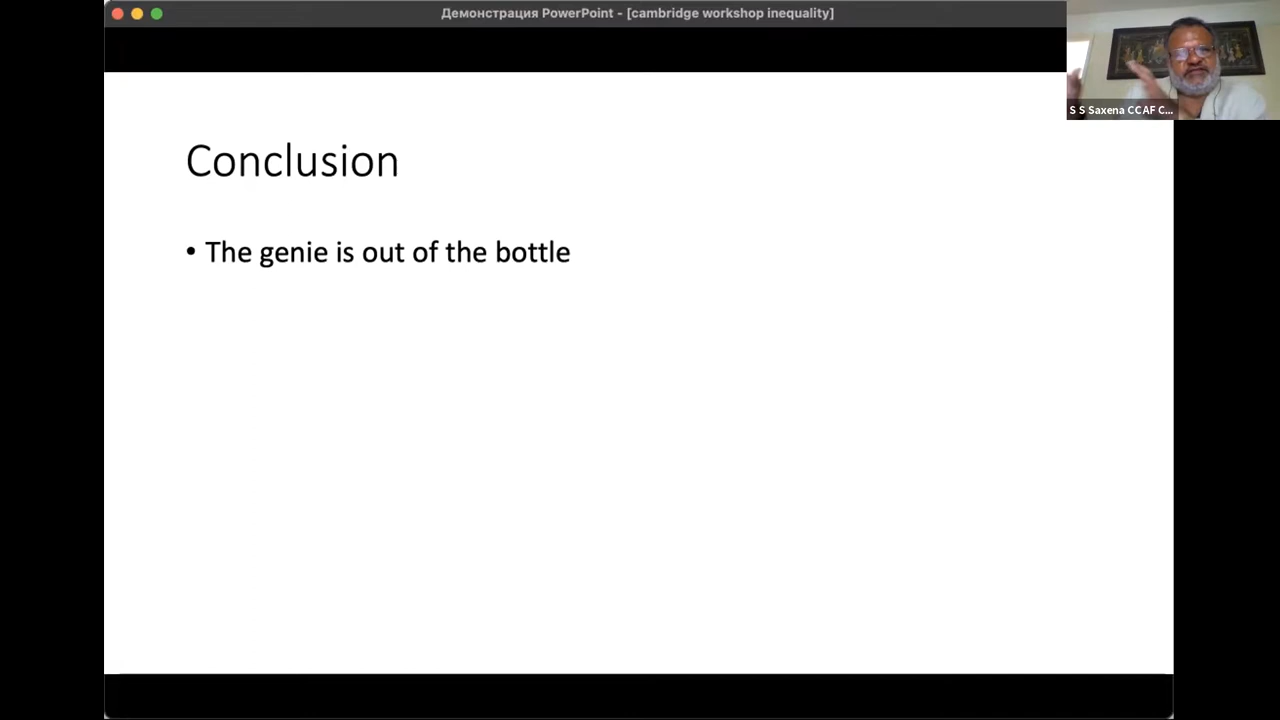 Демонстрация PowerPoint - [cambridge workshop inequality]
S S Saxena CCAF C...
Conclusion
• The genie is out of the bottle